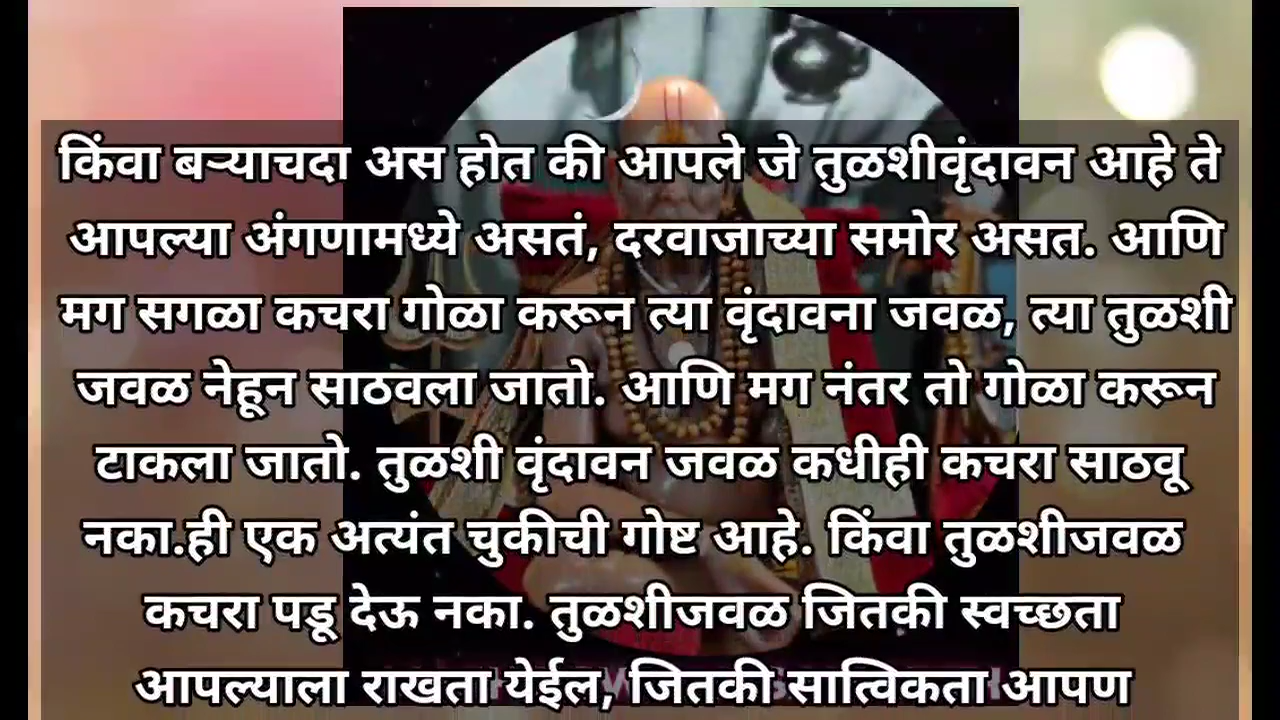 किंवा बऱ्याचदा अस होत की आपले जे तुळशीवृंदावन आहे ते
आपल्या अंगणामध्ये असतं, दरवाजाच्या समोर असत. आणि
मग सगळा कचरा गोळा करून त्या वृंदावना जवळ, त्या तुळशी
जवळ नेहून साठवला जातो. आणि मग नंतर तो गोळा करून
टाकला जातो. तुळशी वृंदावन जवळ कधीही कचरा साठवू
नका.ही एक अत्यंत चुकीची गोष्ट आहे. किंवा तुळशीजवळ
कचरा पडू देऊ नका. तुळशीजवळ जितकी स्वच्छता
आपल्याला राखता येईल, जितकी सात्विकता आपण